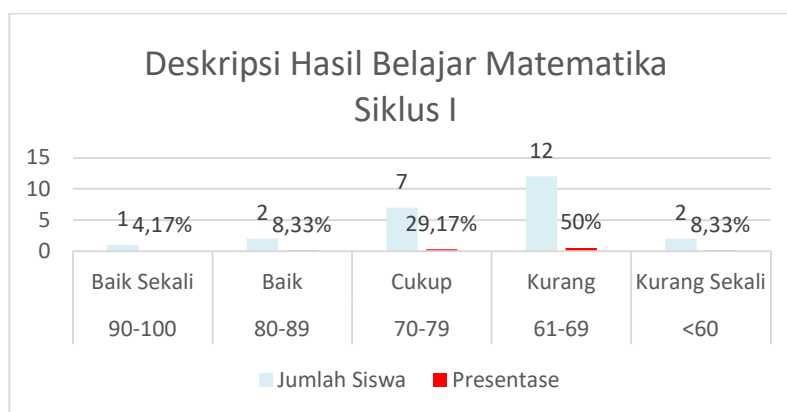 Deskripsi Hasil Belajar Matematika
Siklus I
15
10
5
0
1 4,17%
2 8,33%
7 29,17%
12 50%
2 8,33%
Baik Sekali Baik Cukup Kurang Kurang Sekali
90-100 80-89 70-79 61-69 <60
Jumlah Siswa Presentase